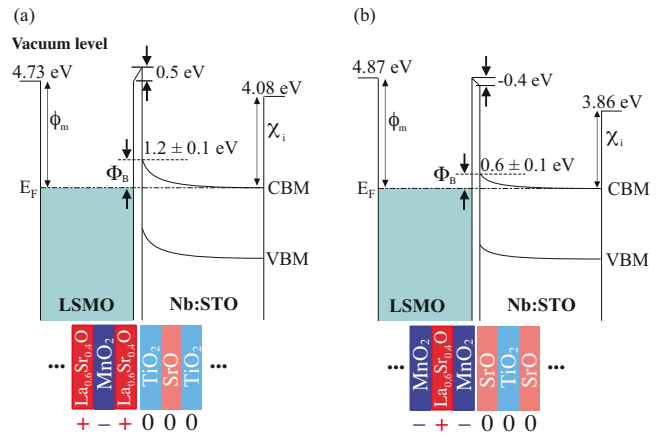 (a)
Vacuum level
4.73 eV
0.5 eV
4.08 eV
ϕm
χi
1.2 ± 0.1 eV
ΦB
EF
CBM
VBM
LSMO
Nb:STO
... La0.6Sr0.4O MnO2 La0.6Sr0.4O TiO2 SrO TiO2 ...
+ − + 0 0 0
(b)
4.87 eV
-0.4 eV
3.86 eV
ϕm
χi
0.6 ± 0.1 eV
ΦB
EF
CBM
VBM
LSMO
Nb:STO
... MnO2 La0.6Sr0.4O MnO2 SrO TiO2 SrO ...
− + − 0 0 0